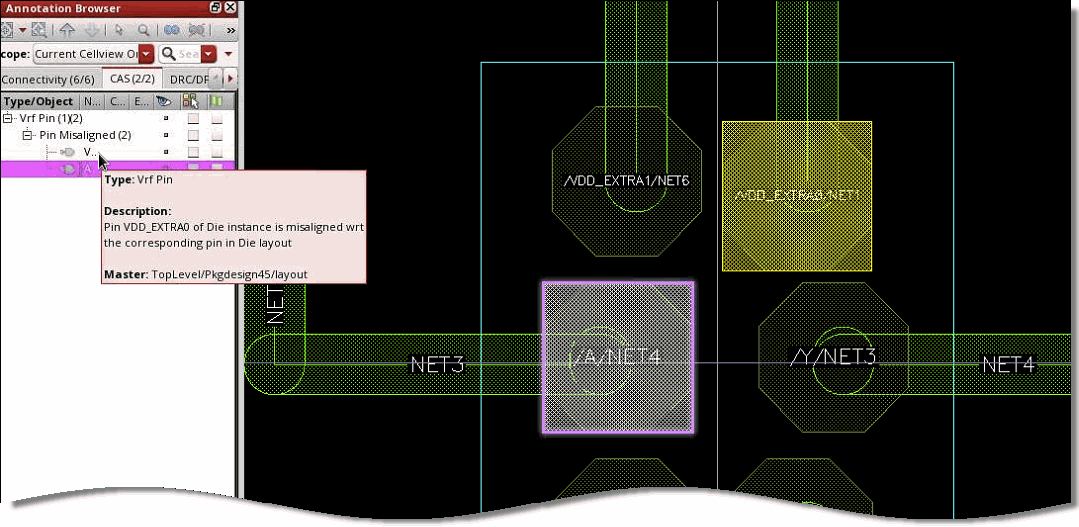 Annotation Browser
»
cope: Current Cellview Or Sea
Connectivity (6/6) CAS (2/2) DRC/DF
Type/Object N... C... E...
Vrf Pin (1)(2)
Pin Misaligned (2)
V...
A
Type: Vrf Pin
Description:
Pin VDD_EXTRA0 of Die instance is misaligned wrt
the corresponding pin in Die layout
Master: TopLevel/Pkgdesign45/layout
/VDD_EXTRA1/NET6
/VDD_EXTRA0/NET1
NET
NET3
/A/NET4
/Y/NET3
NET4